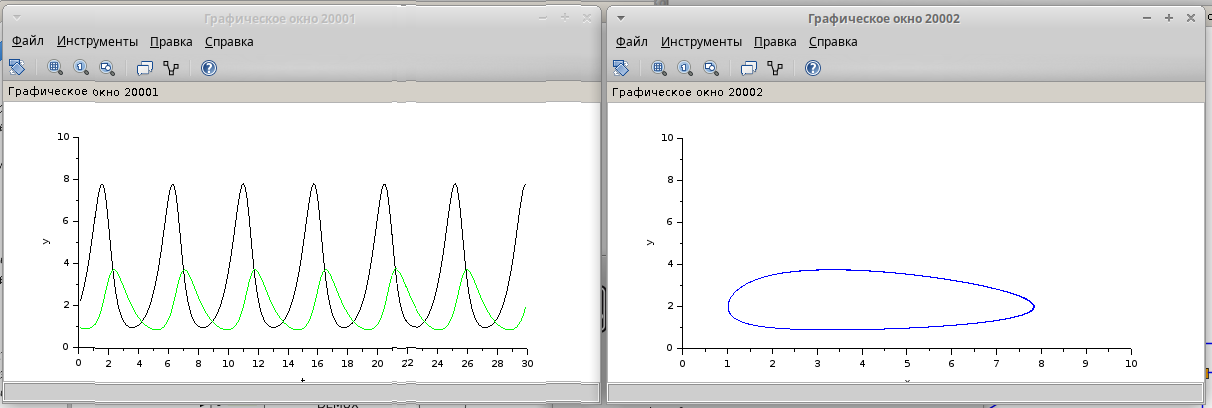 Графическое окно 20001
Файл Инструменты Правка Справка
Графическое окно 20001
y
10
8
6
4
2
0
0 2 4 6 8 10 12 14 16 18 20 22 24 26 28 30
t
Графическое окно 20002
Файл Инструменты Правка Справка
Графическое окно 20002
y
10
8
6
4
2
0
0 1 2 3 4 5 6 7 8 9 10